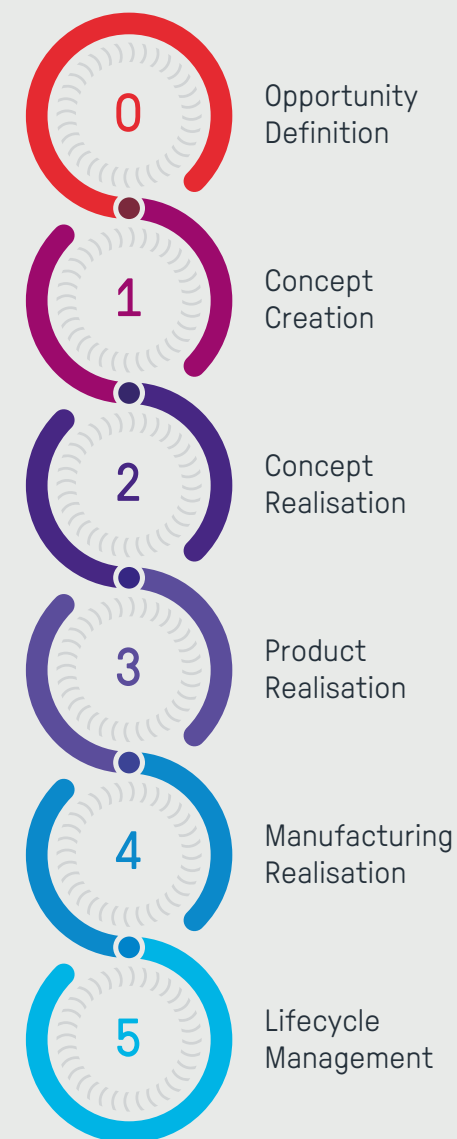 0
Opportunity
Definition
1
Concept
Creation
2
Concept
Realisation
3
Product
Realisation
4
Manufacturing
Realisation
5
Lifecycle
Management